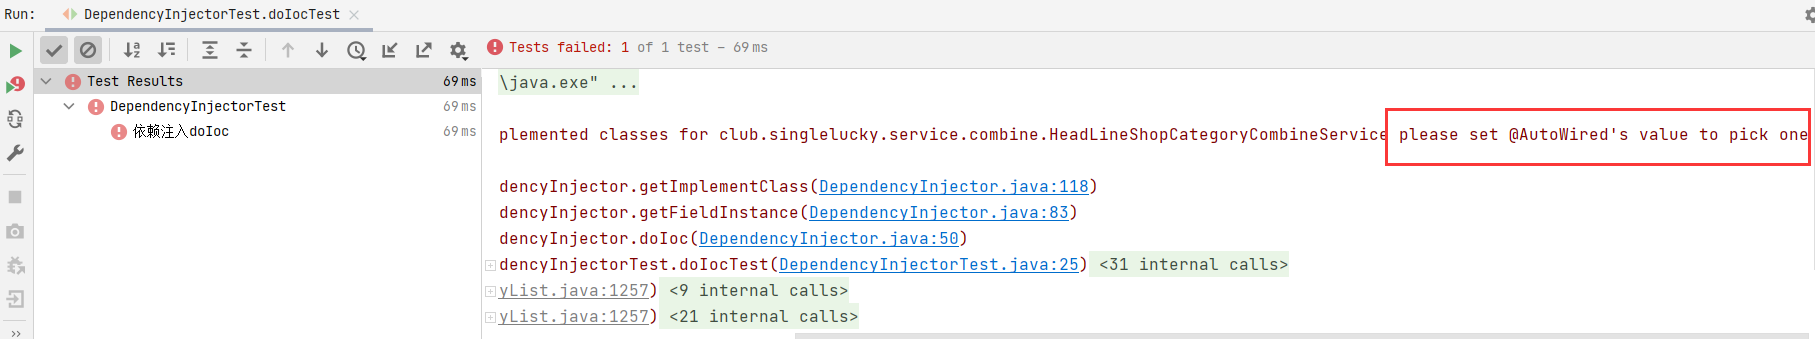 Run: DependencyInjectorTest.doIocTest
Tests failed: 1 of 1 test – 69 ms
Test Results 69 ms
DependencyInjectorTest 69 ms
依赖注入doIoc 69 ms
\java.exe" ...
plemented classes for club.singlelucky.service.combine.HeadLineShopCategoryCombineService please set @AutoWired's value to pick one
dencyInjector.getImplementClass(DependencyInjector.java:118)
dencyInjector.getFieldInstance(DependencyInjector.java:83)
dencyInjector.doIoc(DependencyInjector.java:50)
dencyInjectorTest.doIocTest(DependencyInjectorTest.java:25) <31 internal calls>
yList.java:1257) <9 internal calls>
yList.java:1257) <21 internal calls>